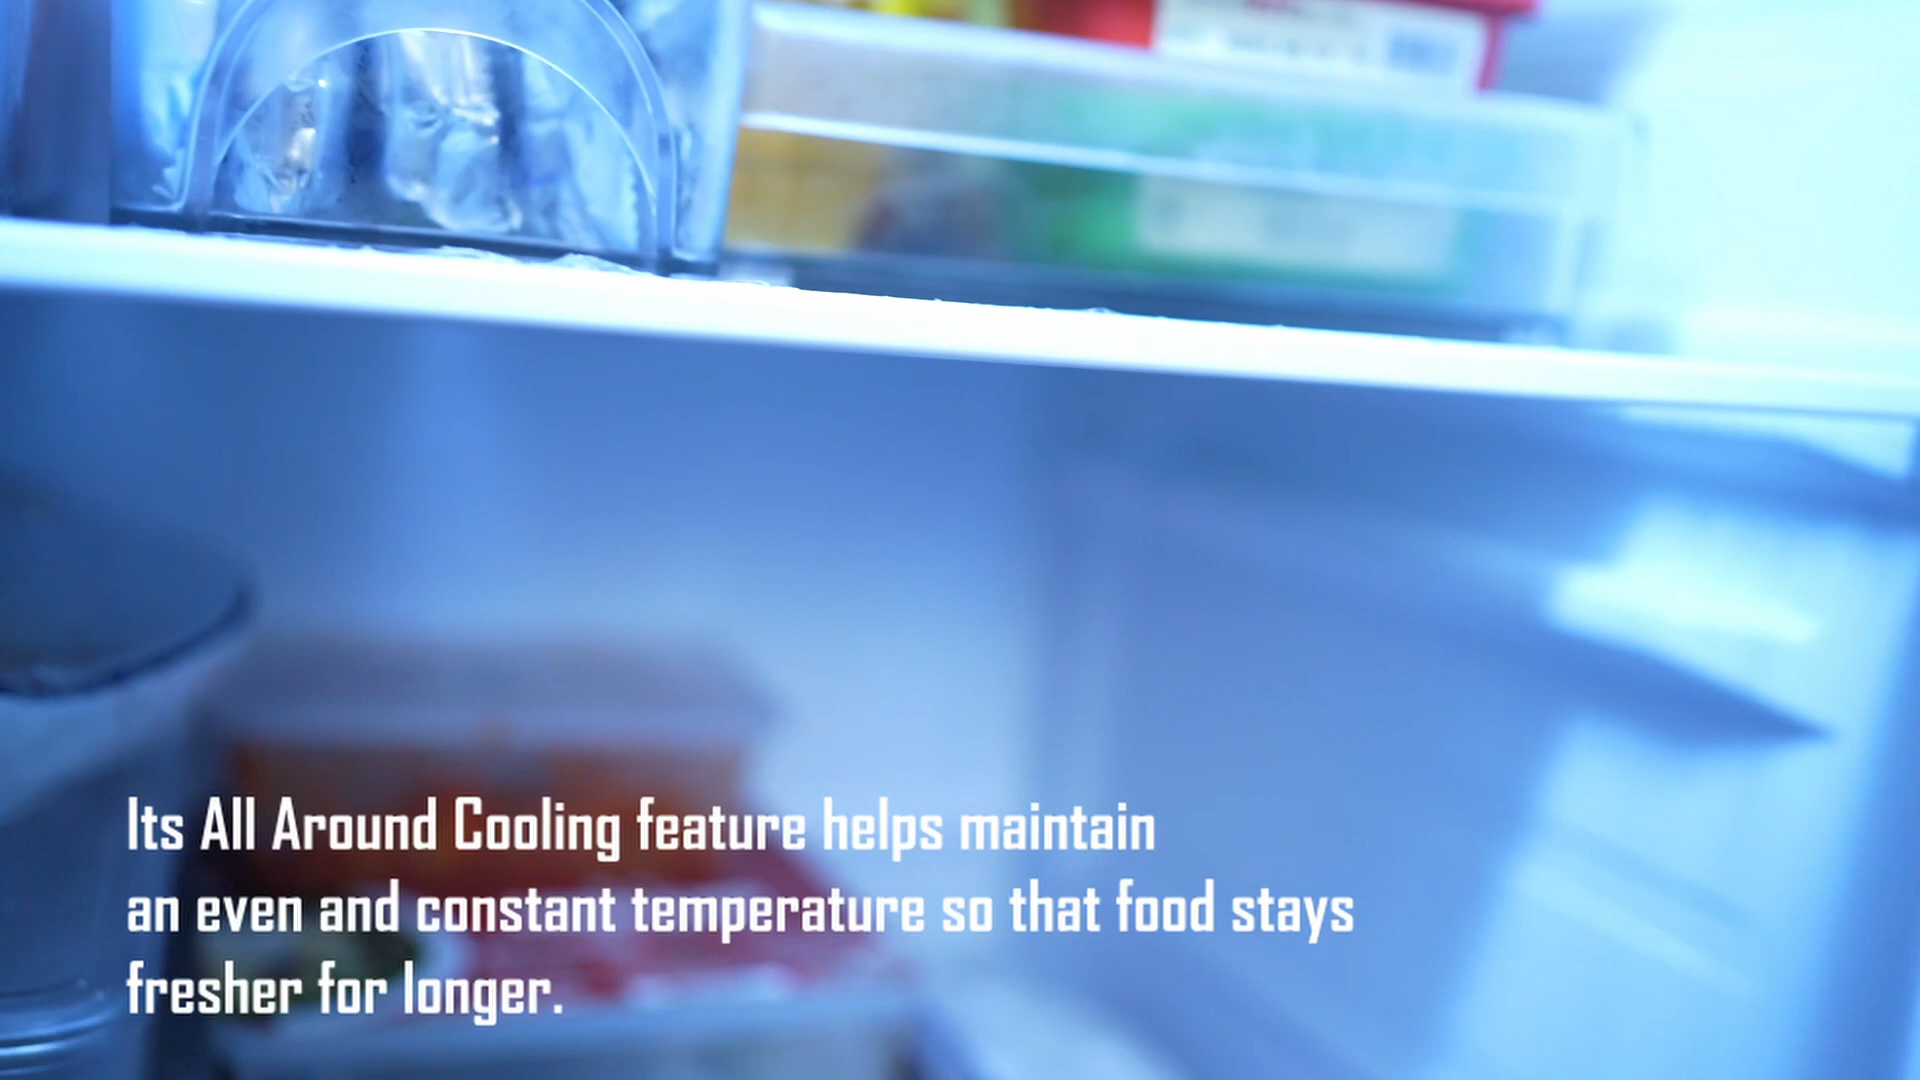 Its All Around Cooling feature helps maintain
an even and constant temperature so that food stays
fresher for longer.